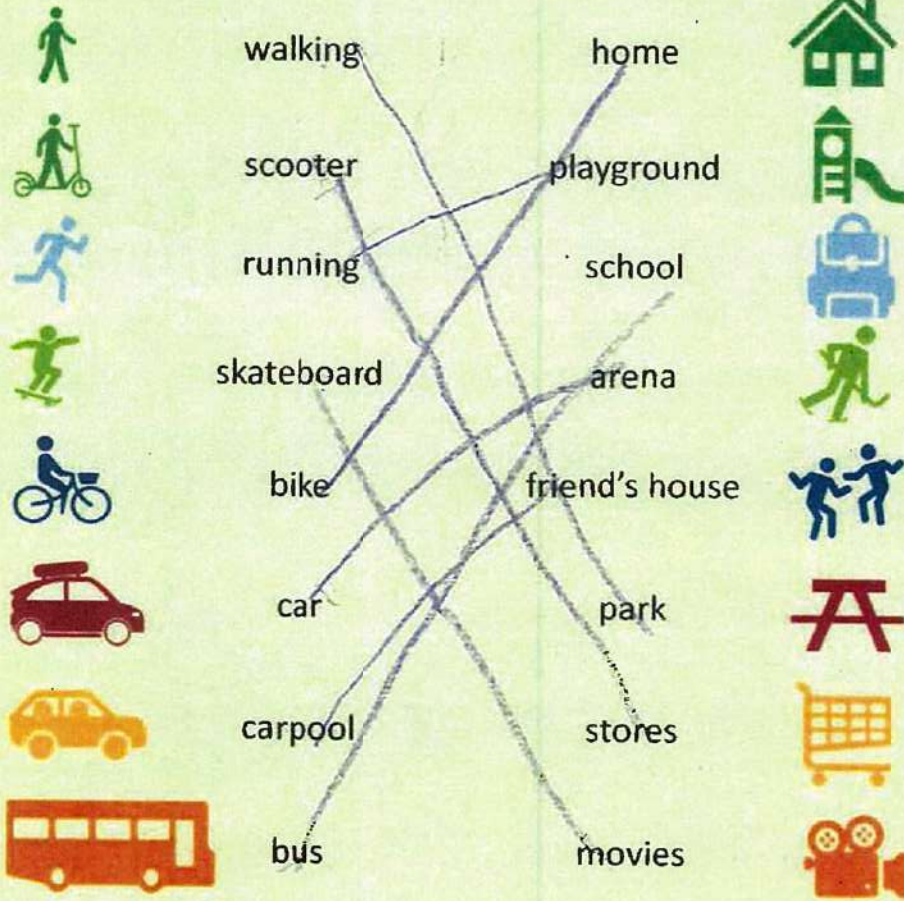 walking home
scooter playground
running school
skateboard arena
bike friend's house
car park
carpool stores
bus movies